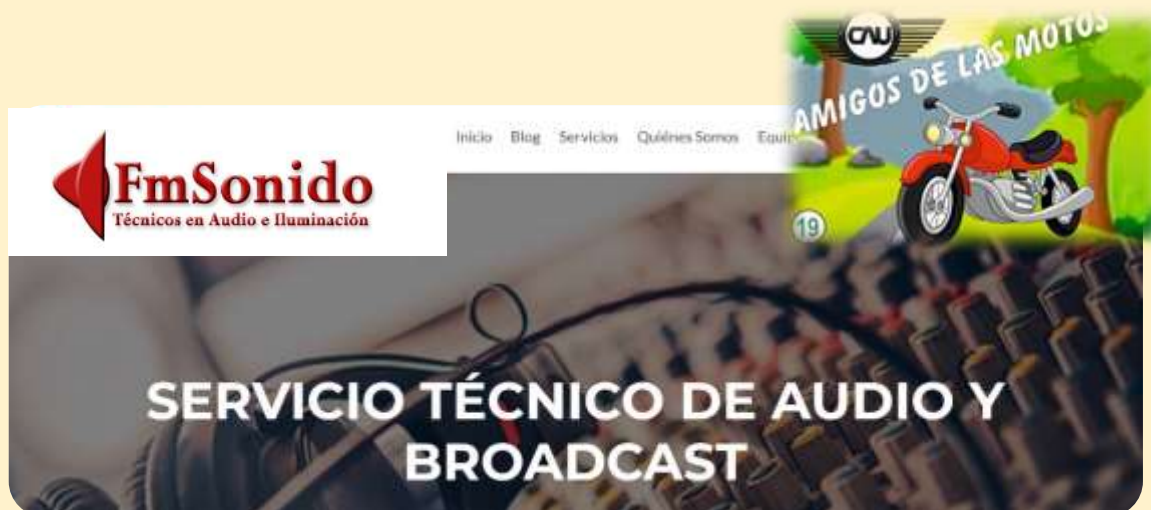 CAU
AMIGOS DE LAS MOTOS
19
Inicio Blog Servicios Quiénes Somos
FmSonido
Técnicos en Audio e Iluminación
SERVICIO TÉCNICO DE AUDIO Y
BROADCAST